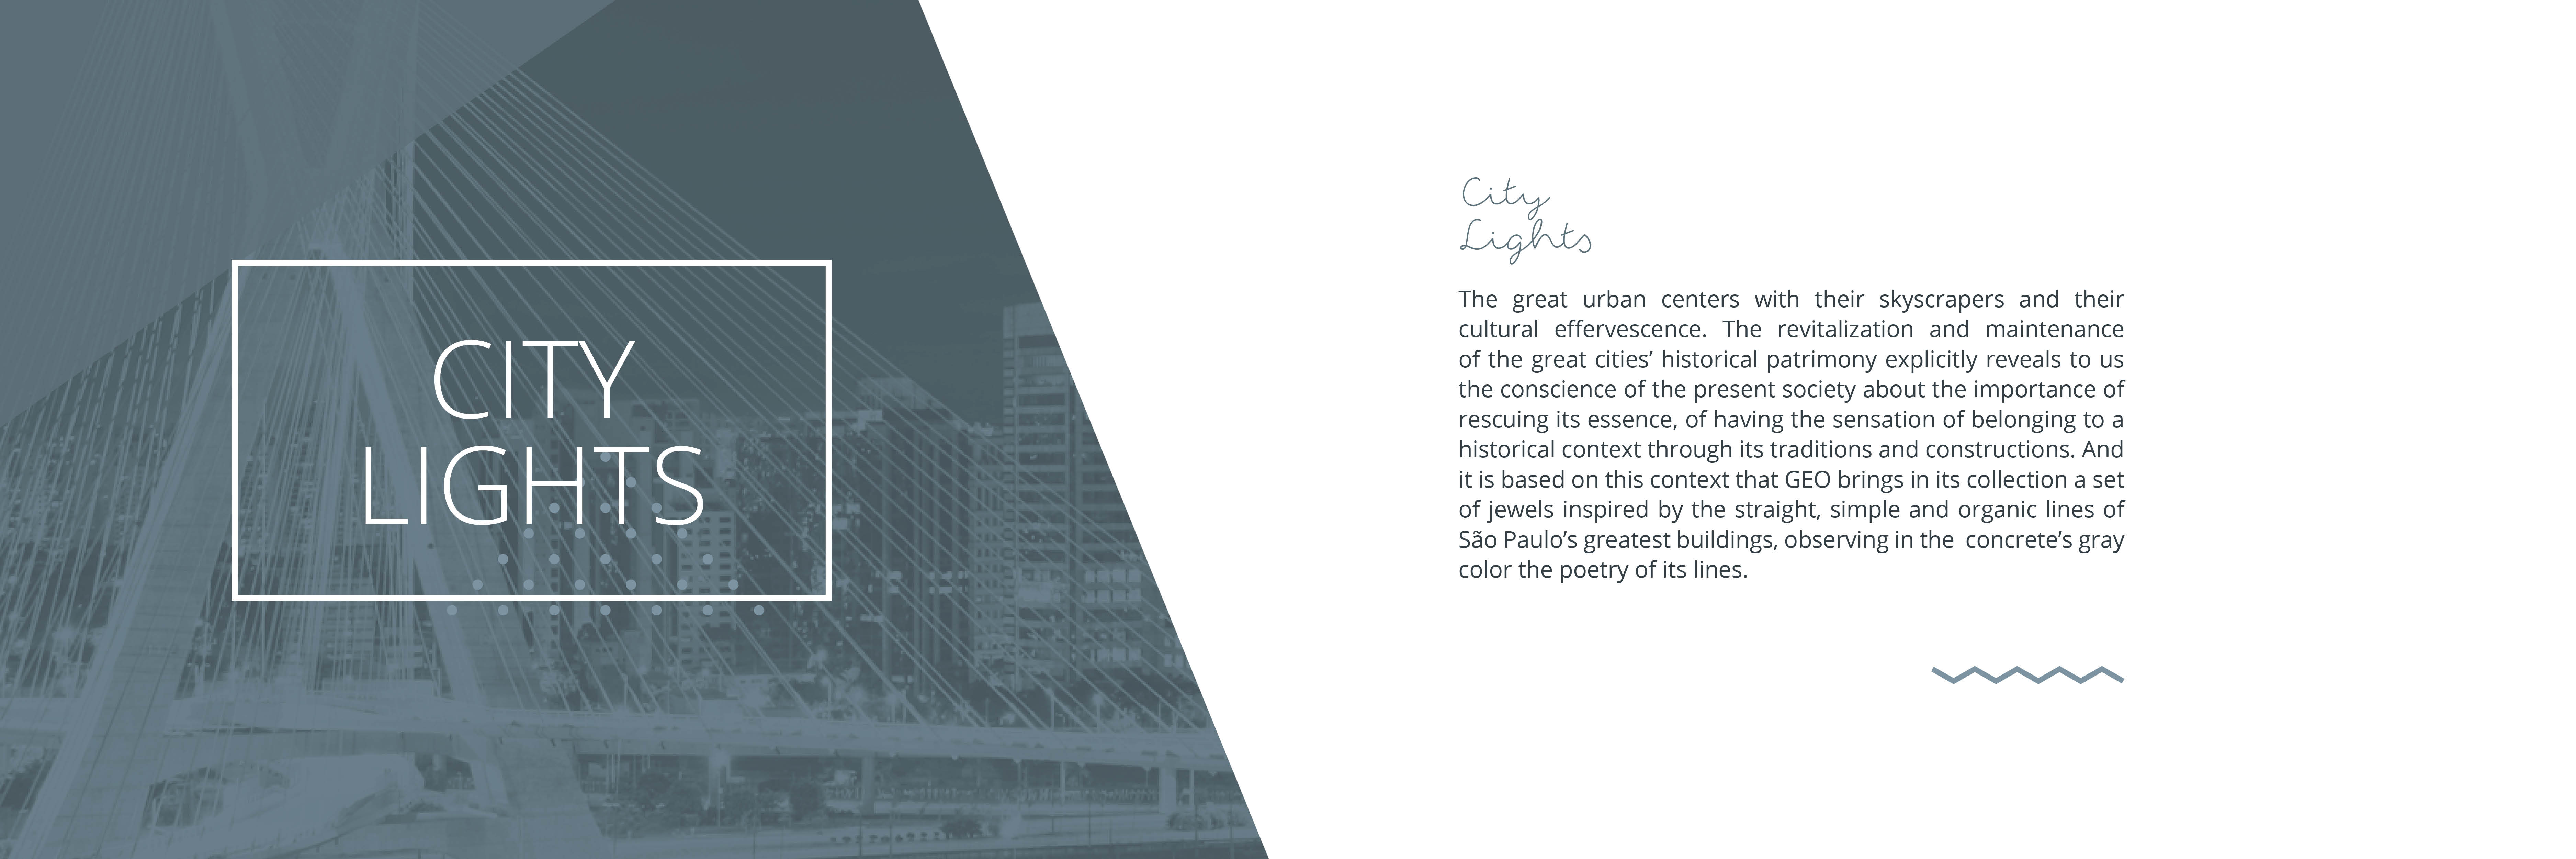 CITY
LIGHTS
City
Lights
The great urban centers with their skyscrapers and their
cultural effervescence. The revitalization and maintenance
of the great cities’ historical patrimony explicitly reveals to us
the conscience of the present society about the importance of
rescuing its essence, of having the sensation of belonging to a
historical context through its traditions and constructions. And
it is based on this context that GEO brings in its collection a set
of jewels inspired by the straight, simple and organic lines of
São Paulo’s greatest buildings, observing in the  concrete’s gray
color the poetry of its lines.